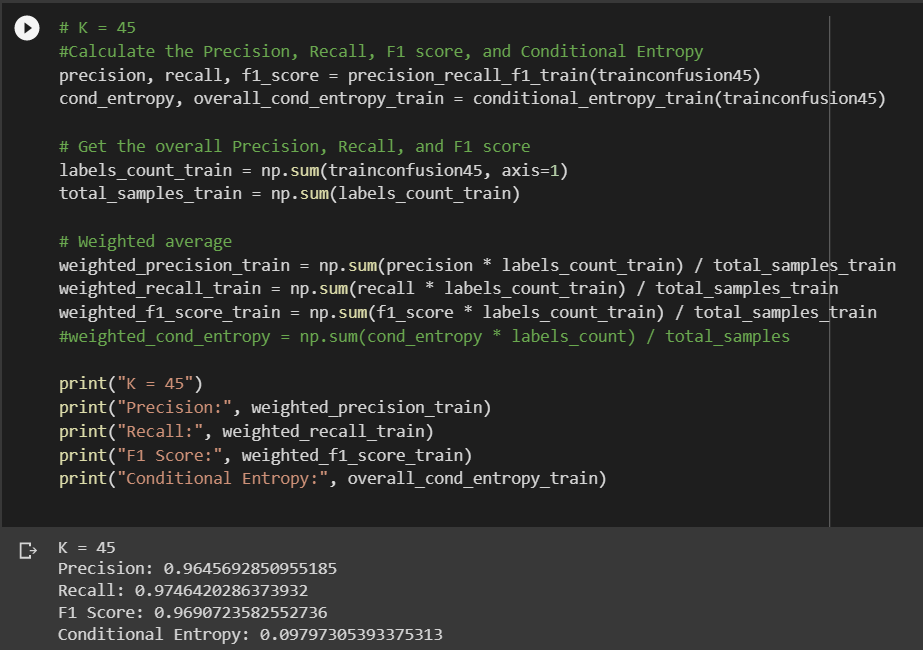 # K = 45
#Calculate the Precision, Recall, F1 score, and Conditional Entropy
precision, recall, f1_score = precision_recall_f1_train(trainconfusion45)
cond_entropy, overall_cond_entropy_train = conditional_entropy_train(trainconfusion45)
# Get the overall Precision, Recall, and F1 score
labels_count_train = np.sum(trainconfusion45, axis=1)
total_samples_train = np.sum(labels_count_train)
# Weighted average
weighted_precision_train = np.sum(precision * labels_count_train) / total_samples_train
weighted_recall_train = np.sum(recall * labels_count_train) / total_samples_train
weighted_f1_score_train = np.sum(f1_score * labels_count_train) / total_samples_train
#weighted_cond_entropy = np.sum(cond_entropy * labels_count) / total_samples
print("K = 45")
print("Precision:", weighted_precision_train)
print("Recall:", weighted_recall_train)
print("F1 Score:", weighted_f1_score_train)
print("Conditional Entropy:", overall_cond_entropy_train)
K = 45
Precision: 0.9645692850955185
Recall: 0.9746420286373932
F1 Score: 0.9690723582552736
Conditional Entropy: 0.09797305393375313